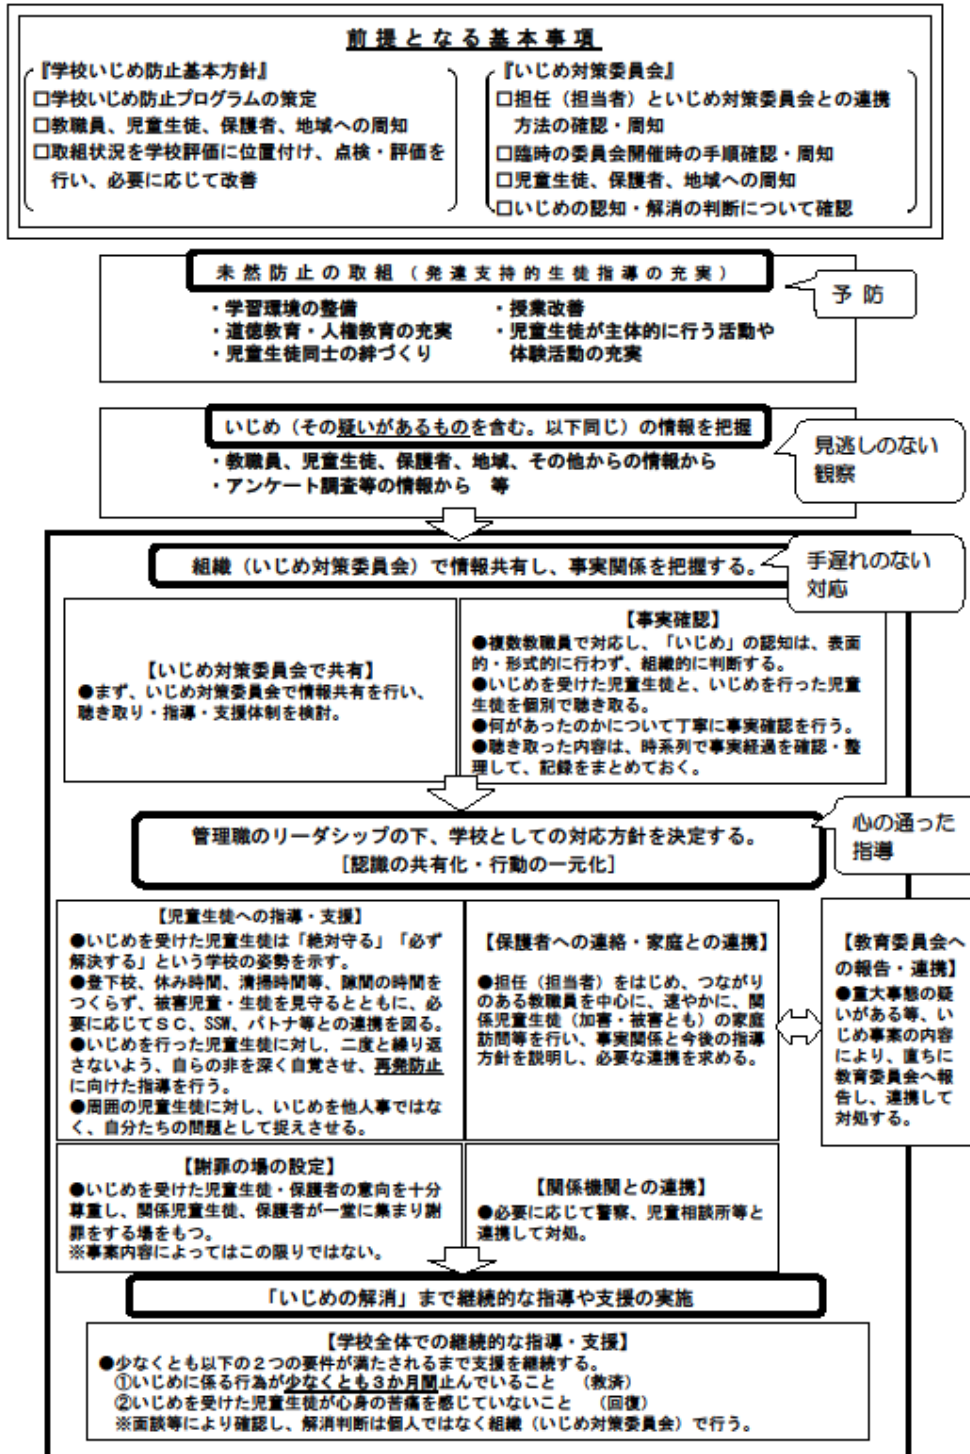 前提となる基本事項
『学校いじめ防止基本方針』
□学校いじめ防止プログラムの策定
□教職員、児童生徒、保護者、地域への周知
□取組状況を学校評価に位置付け、点検・評価を
行い、必要に応じて改善
『いじめ対策委員会』
□担任（担当者）といじめ対策委員会との連携
方法の確認・周知
□臨時の委員会開催時の手順確認・周知
□児童生徒、保護者、地域への周知
□いじめの認知・解消の判断について確認
未然防止の取組（発達支持的生徒指導の充実）
予防
・学習環境の整備
・道徳教育・人権教育の充実
・児童生徒同士の絆づくり
・授業改善
・児童生徒が主体的に行う活動や
体験活動の充実
いじめ（その疑いがあるものを含む。以下同じ）の情報を把握
見逃しのない
観察
・教職員、児童生徒、保護者、地域、その他からの情報から
・アンケート調査等の情報から　等
組織（いじめ対策委員会）で情報共有し、事実関係を把握する。
手遅れのない
対応
【いじめ対策委員会で共有】
●まず、いじめ対策委員会で情報共有を行い、
聴き取り・指導・支援体制を検討。
【事実確認】
●複数教職員で対応し、「いじめ」の認知は、表面
的・形式的に行わず、組織的に判断する。
●いじめを受けた児童生徒と、いじめを行った児童
生徒を個別で聴き取る。
●何があったのかについて丁寧に事実確認を行う。
●聴き取った内容は、時系列で事実経過を確認・整
理して、記録をまとめておく。
管理職のリーダシップの下、学校としての対応方針を決定する。
［認識の共有化・行動の一元化］
心の通った
指導
【児童生徒への指導・支援】
●いじめを受けた児童生徒は「絶対守る」「必ず
解決する」という学校の姿勢を示す。
●登下校、休み時間、清掃時間等、隙間の時間を
つくらず、被害児童・生徒を見守るとともに、必
要に応じてＳＣ、SSW、パトナ等との連携を図る。
●いじめを行った児童生徒に対し、二度と繰り返
さないよう、自らの非を深く自覚させ、再発防止
に向けた指導を行う。
●周囲の児童生徒に対し、いじめを他人事ではな
く、自分たちの問題として捉えさせる。
【保護者への連絡・家庭との連携】
●担任（担当者）をはじめ、つながり
のある教職員を中心に、速やかに、関
係児童生徒（加害・被害とも）の家庭
訪問等を行い、事実関係と今後の指導
方針を説明し、必要な連携を求める。
【教育委員会へ
の報告・連携】
●重大事態の疑
いがある等、い
じめ事案の内容
により、直ちに
教育委員会へ報
告し、連携して
対処する。
【謝罪の場の設定】
●いじめを受けた児童生徒・保護者の意向を十分
尊重し、関係児童生徒、保護者が一堂に集まり謝
罪をする場をもつ。
※事案内容によってはこの限りではない。
【関係機関との連携】
●必要に応じて警察、児童相談所等と
連携して対処。
「いじめの解消」まで継続的な指導や支援の実施
【学校全体での継続的な指導・支援】
●少なくとも以下の２つの要件が満たされるまで支援を継続する。
①いじめに係る行為が少なくとも３か月間止んでいること　（救済）
②いじめを受けた児童生徒が心身の苦痛を感じていないこと　（回復）
※面談等により確認し、解消判断は個人ではなく組織（いじめ対策委員会）で行う。